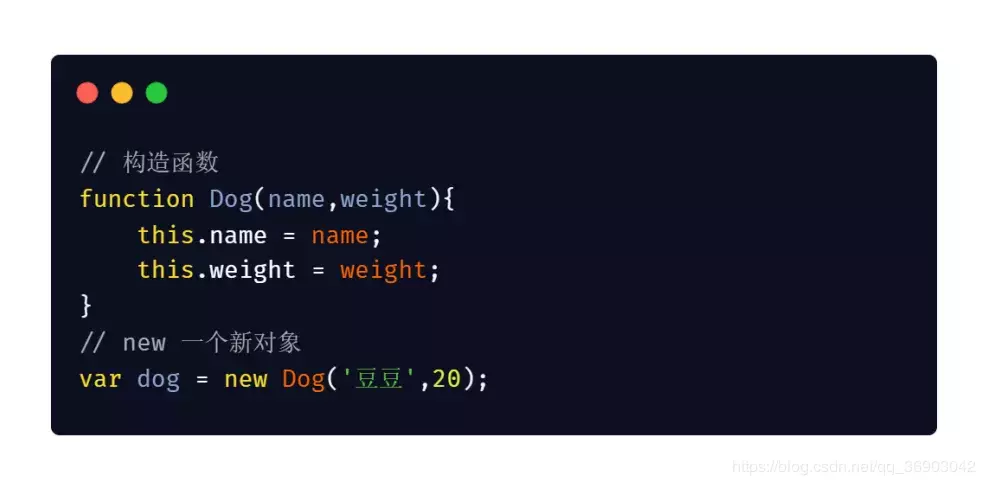 // 构造函数
function Dog(name,weight){
    this.name = name;
    this.weight = weight;
}
// new 一个新对象
var dog = new Dog('豆豆',20);
https://blog.csdn.net/qq_36903042